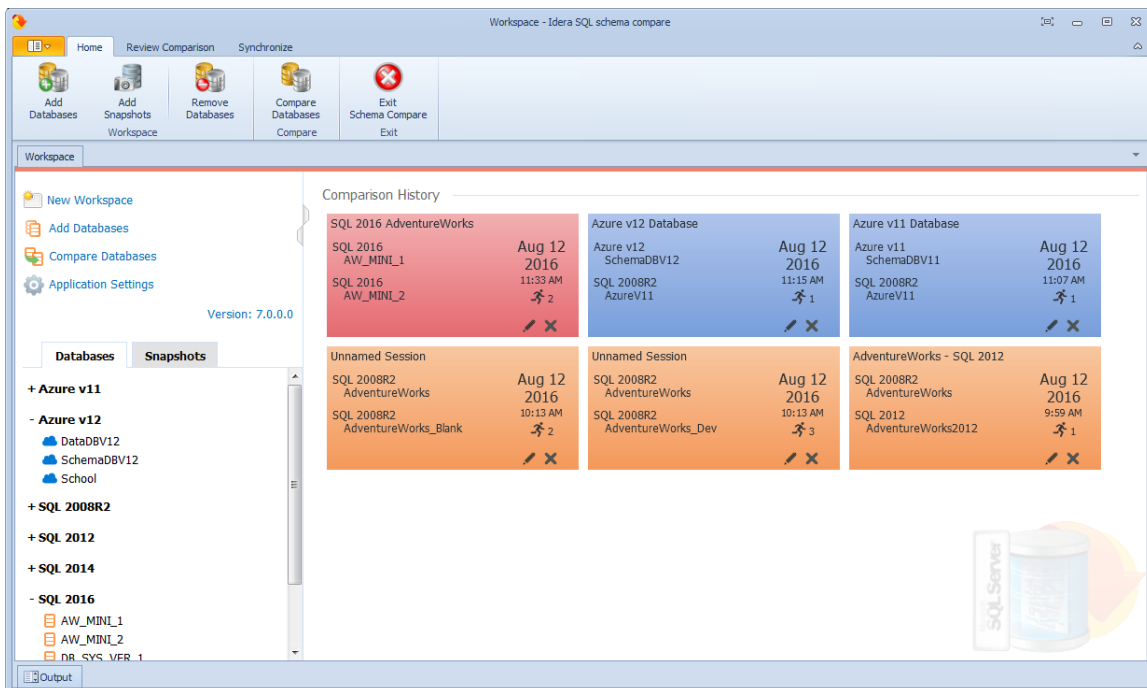 Workspace - Idera SQL schema compare
Home Review Comparison Synchronize
Add Databases
Add Snapshots
Remove Databases
Compare Databases
Exit Schema Compare
Workspace
Compare
Exit
Workspace
New Workspace
Add Databases
Compare Databases
Application Settings
Version: 7.0.0.0
Databases Snapshots
+ Azure v11
- Azure v12
DataDBV12
SchemaDBV12
School
+ SQL 2008R2
+ SQL 2012
+ SQL 2014
- SQL 2016
AW_MINI_1
AW_MINI_2
DB_SYS_VER_1
Comparison History
SQL 2016 AdventureWorks
SQL 2016
AW_MINI_1
SQL 2016
AW_MINI_2
Aug 12
2016
11:33 AM
2
Azure v12 Database
Azure v12
SchemaDBV12
SQL 2008R2
AzureV11
Aug 12
2016
11:15 AM
1
Azure v11 Database
Azure v11
SchemaDBV11
SQL 2008R2
AzureV11
Aug 12
2016
11:07 AM
1
Unnamed Session
SQL 2008R2
AdventureWorks
SQL 2008R2
AdventureWorks_Blank
Aug 12
2016
10:13 AM
2
Unnamed Session
SQL 2008R2
AdventureWorks
SQL 2008R2
AdventureWorks_Dev
Aug 12
2016
10:13 AM
3
AdventureWorks - SQL 2012
SQL 2008R2
AdventureWorks
SQL 2012
AdventureWorks2012
Aug 12
2016
9:59 AM
1
SQL Server
Output